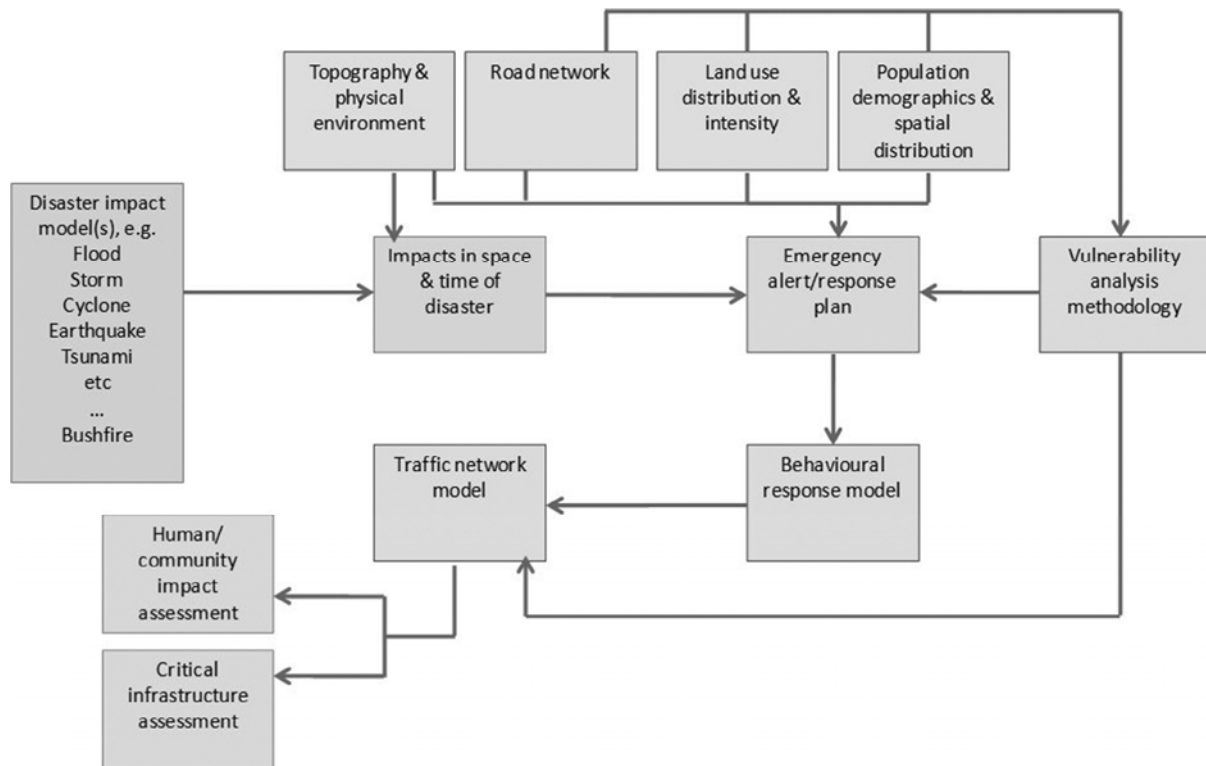 Topography &
physical
environment
Road network
Land use
distribution &
intensity
Population
demographics &
spatial
distribution
Disaster impact
model(s), e.g.
Flood
Storm
Cyclone
Earthquake
Tsunami
etc
...
Bushfire
Impacts in space
& time of
disaster
Emergency
alert/response
plan
Vulnerability
analysis
methodology
Traffic network
model
Behavioural
response model
Human/
community
impact
assessment
Critical
infrastructure
assessment